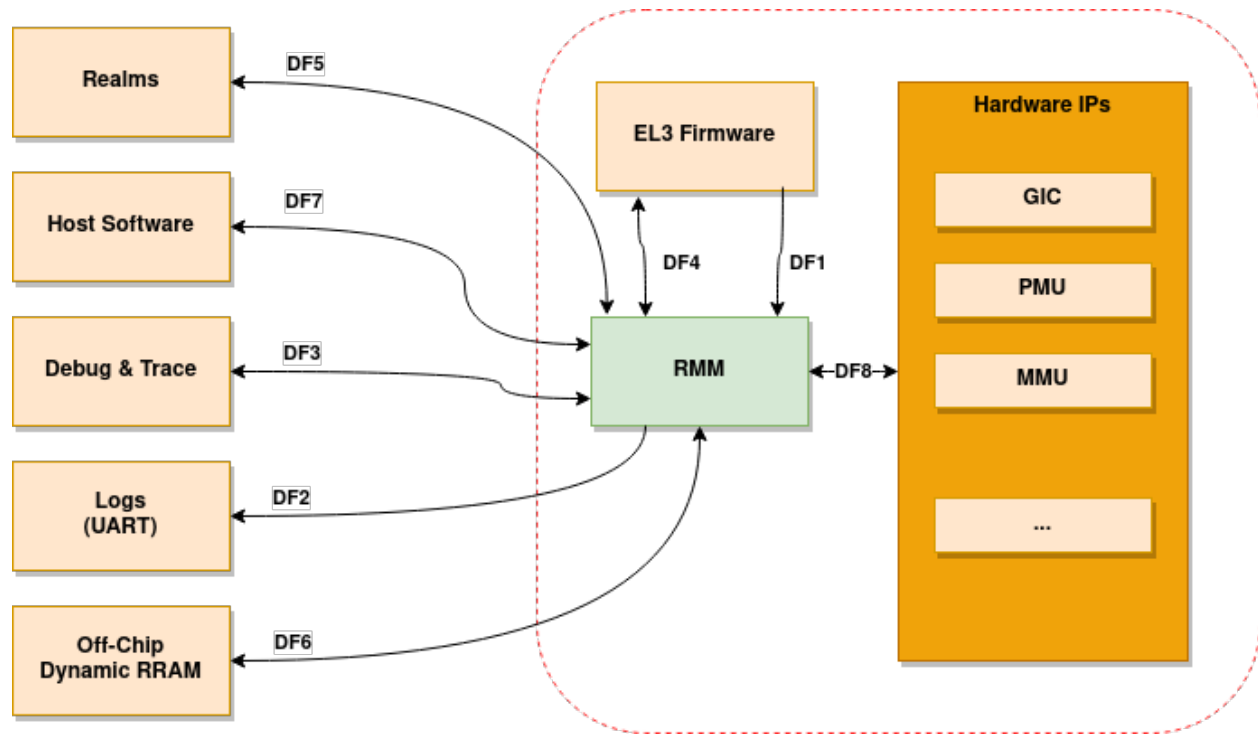 Realms
DF5
EL3 Firmware
Hardware IPs
GIC
Host Software
DF7
DF4
DF1
PMU
Debug & Trace
DF3
RMM
DF8
MMU
Logs
(UART)
DF2
...
Off-Chip
Dynamic RRAM
DF6